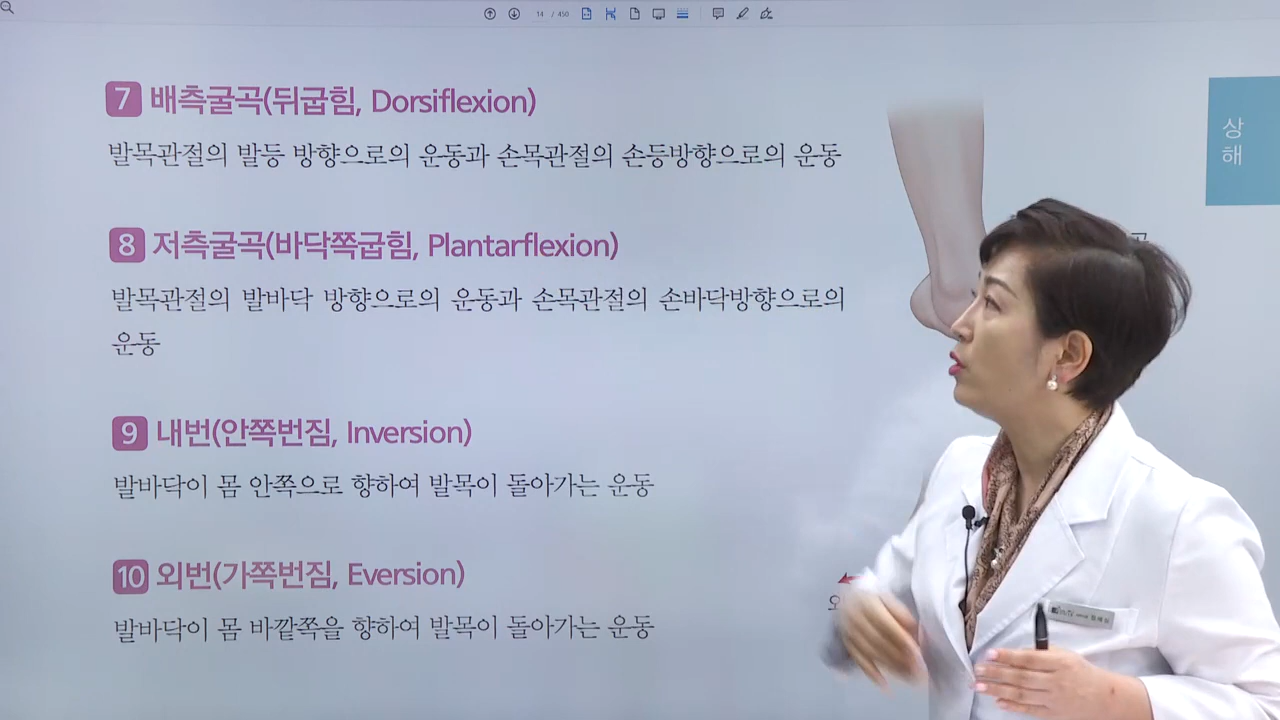 14 / 450
7 배측굴곡(뒤굽힘, Dorsiflexion)
발목관절의 발등 방향으로의 운동과 손목관절의 손등방향으로의 운동
8 저측굴곡(바닥쪽굽힘, Plantarflexion)
발목관절의 발바닥 방향으로의 운동과 손목관절의 손바닥방향으로의
운동
9 내번(안쪽번짐, Inversion)
발바닥이 몸 안쪽으로 향하여 발목이 돌아가는 운동
10 외번(가쪽번짐, Eversion)
발바닥이 몸 바깥쪽을 향하여 발목이 돌아가는 운동
상
해